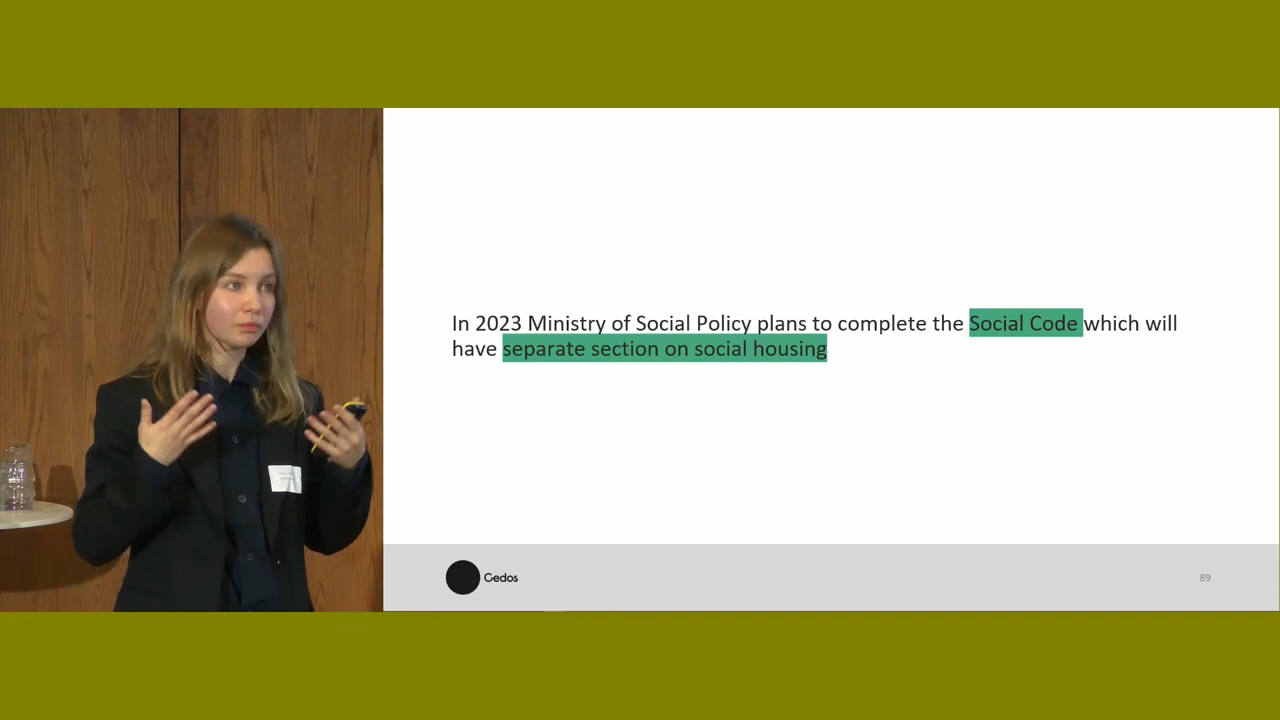 In 2023 Ministry of Social Policy plans to complete the Social Code which will
have separate section on social housing
Cedos
89